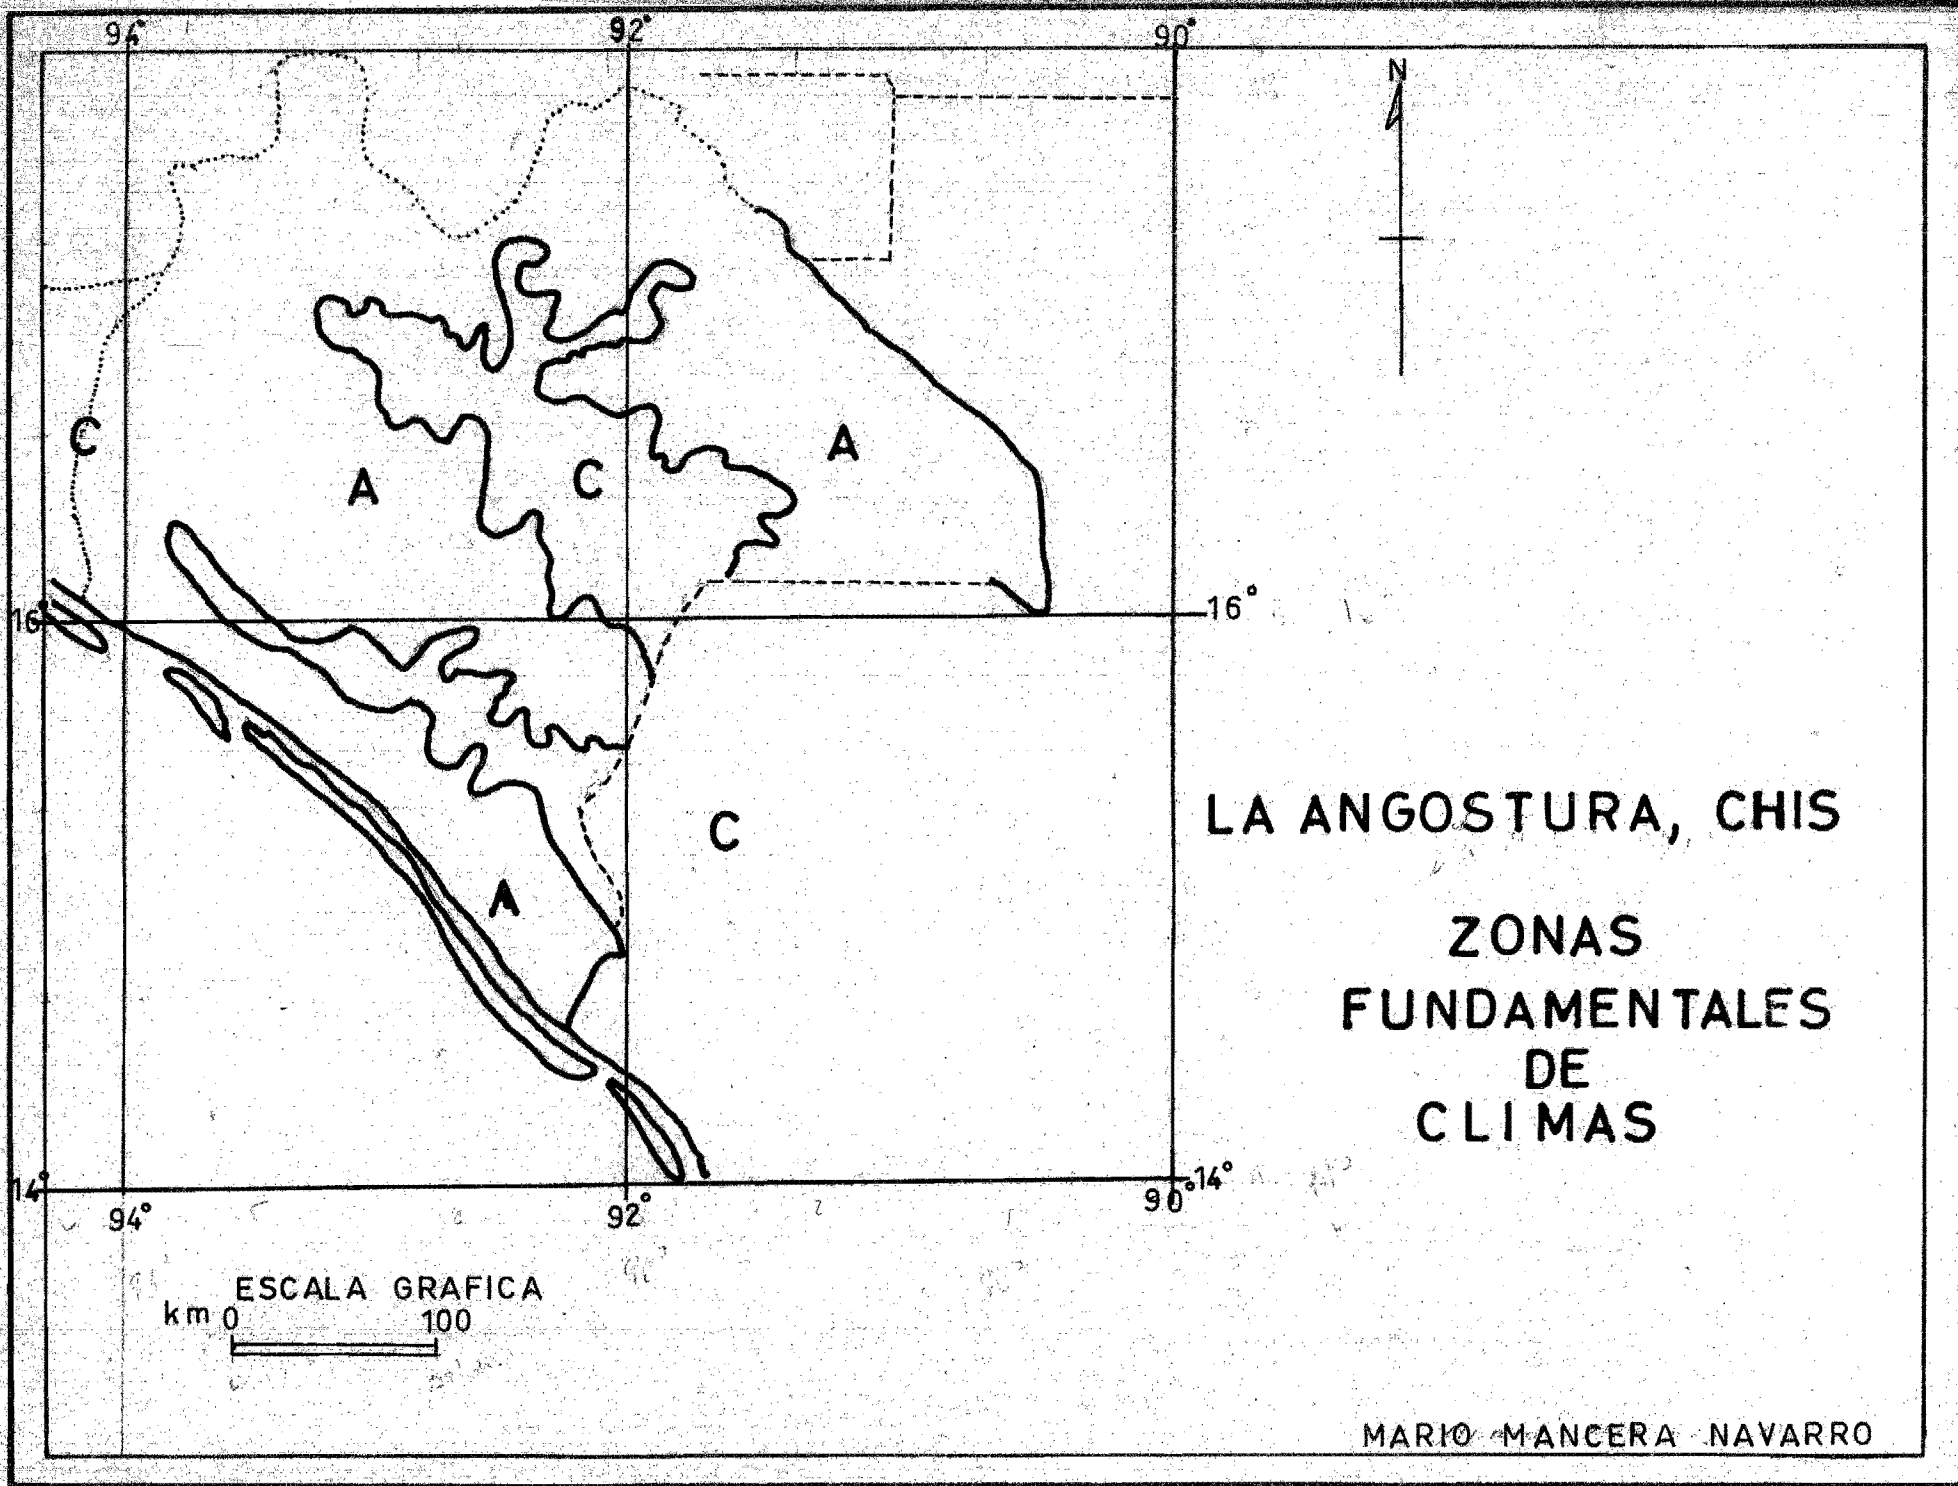 94° 92° 90°
N
C A C A
16° 16°
LA ANGOSTURA, CHIS
C
A
ZONAS
FUNDAMENTALES
DE
CLIMAS
14° 14°
94° 92° 90°
ESCALA GRAFICA
km 0 100
MARIO MANCERA NAVARRO